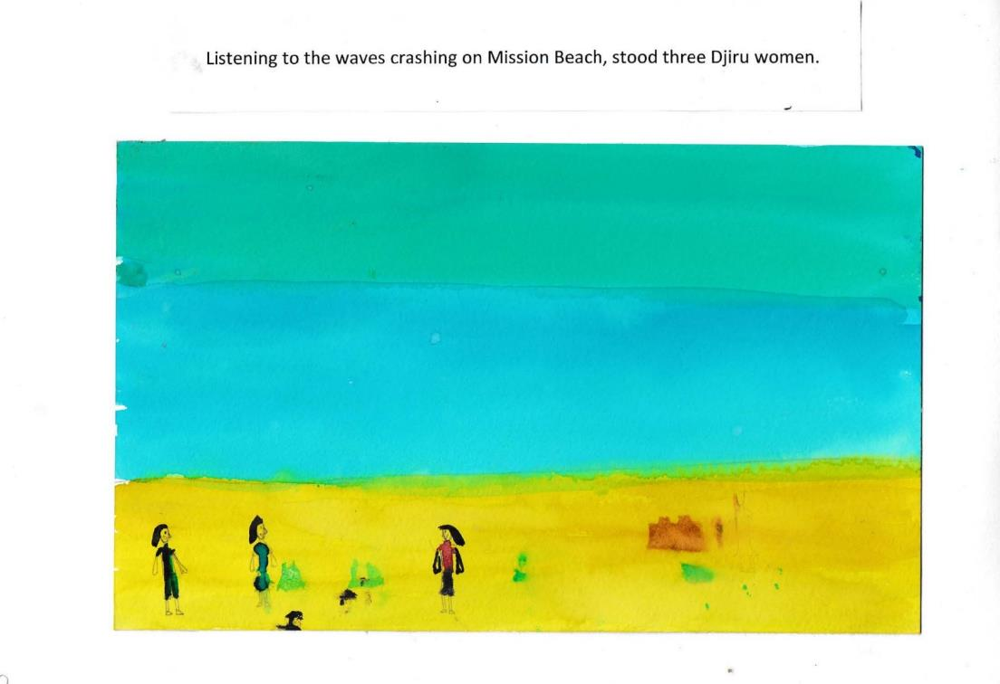 Listening to the waves crashing on Mission Beach, stood three Djiru women.